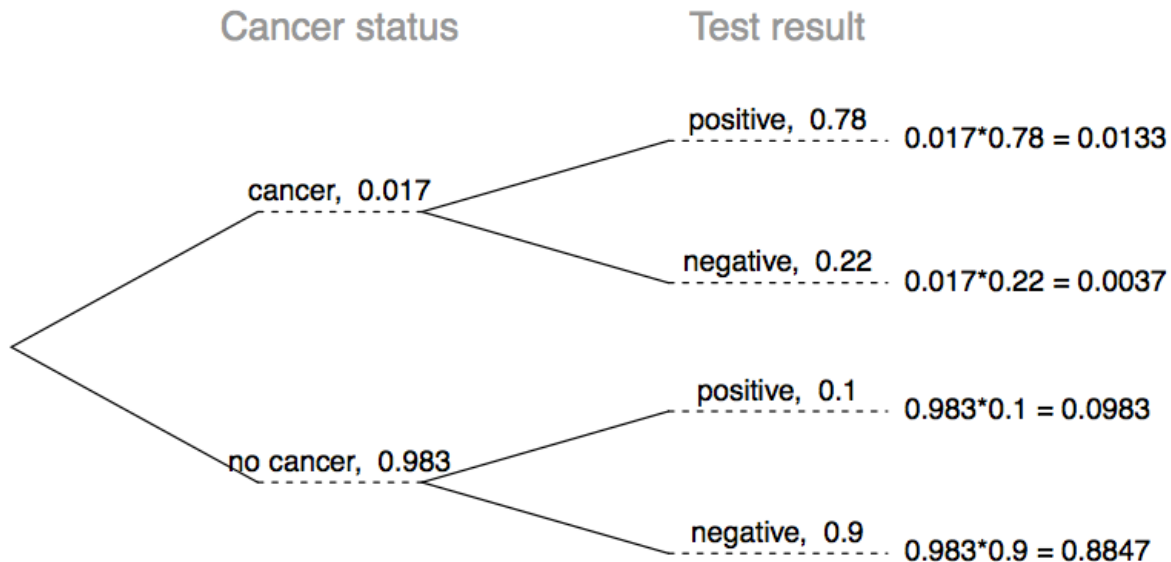 Cancer status
Test result
positive, 0.78
0.017*0.78 = 0.0133
cancer, 0.017
negative, 0.22
0.017*0.22 = 0.0037
positive, 0.1
0.983*0.1 = 0.0983
no cancer, 0.983
negative, 0.9
0.983*0.9 = 0.8847